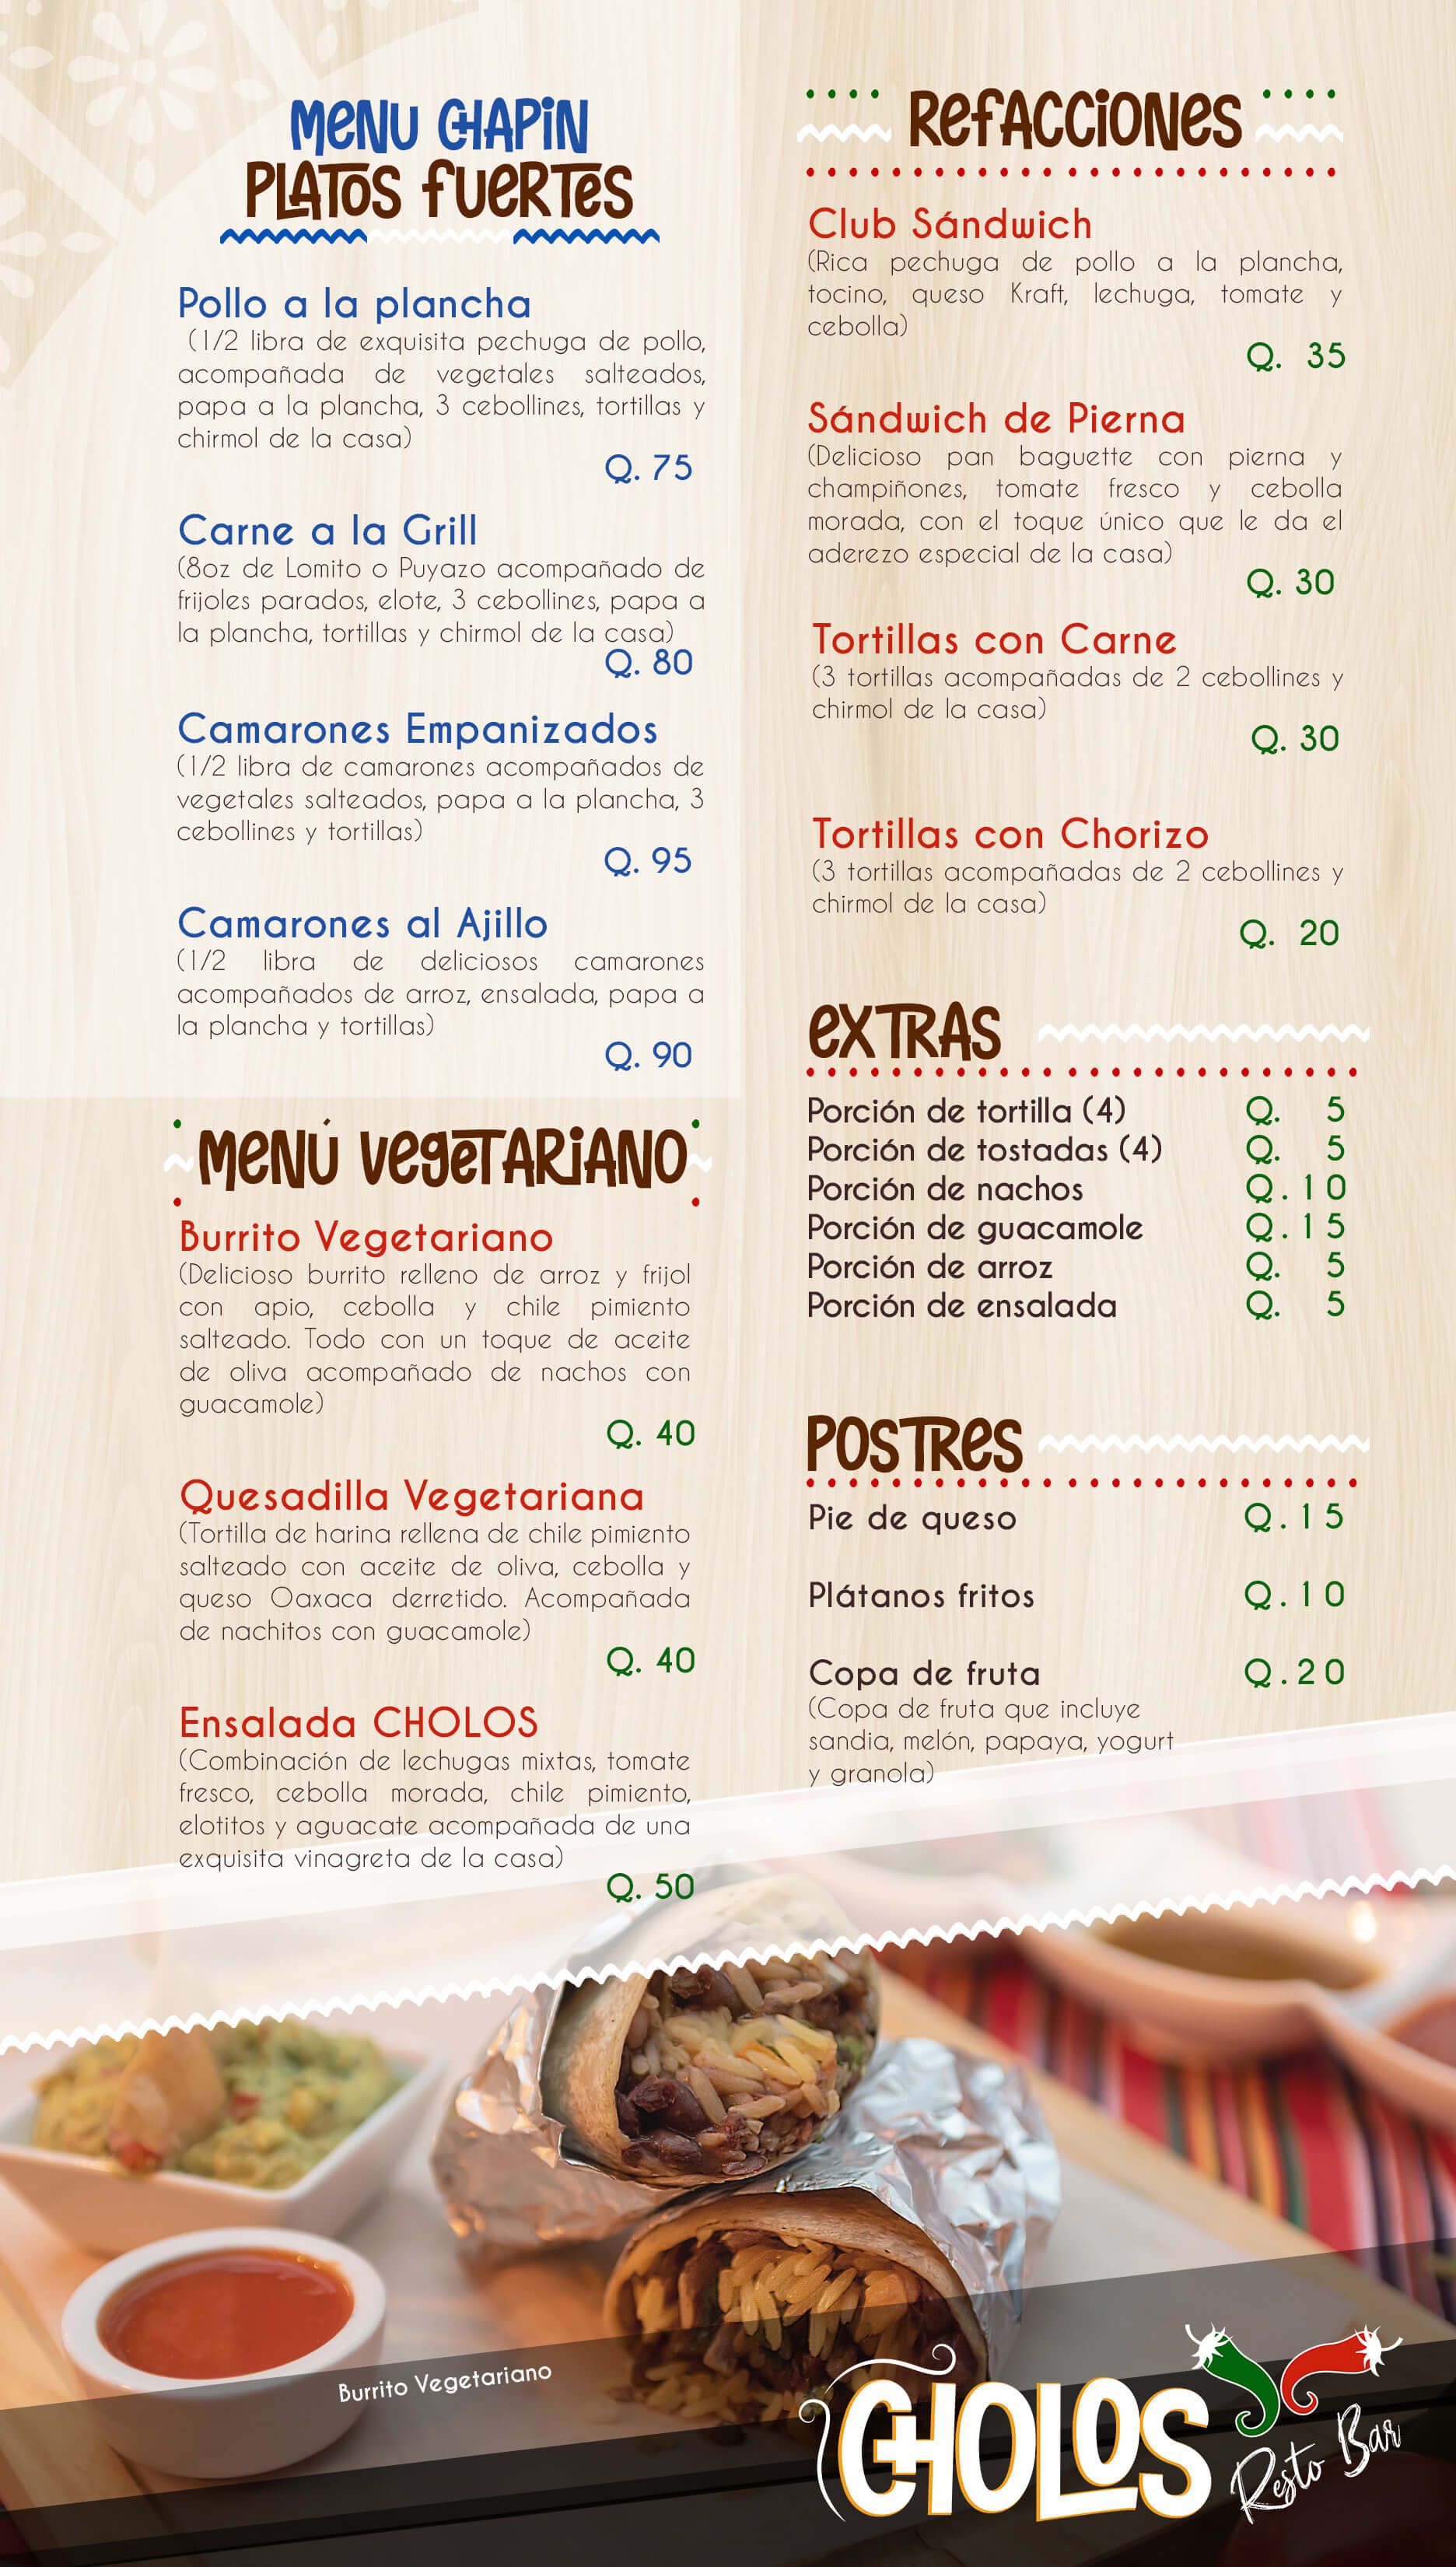 MENU CHAPIN
PLATOS FUERTES
Pollo a la plancha
(1/2 libra de exquisita pechuga de pollo,
acompañada de vegetales salteados,
papa a la plancha, 3 cebollines, tortillas y
chirmol de la casa)
Q. 75
Carne a la Grill
(8oz de Lomito o Puyazo acompañado de
frijoles parados, elote, 3 cebollines, papa a
la plancha, tortillas y chirmol de la casa)
Q. 80
Camarones Empanizados
(1/2 libra de camarones acompañados de
vegetales salteados, papa a la plancha, 3
cebollines y tortillas)
Q. 95
Camarones al Ajillo
(1/2 libra de deliciosos camarones
acompañados de arroz, ensalada, papa a
la plancha y tortillas)
Q. 90
MENÚ VEGETARIANO
Burrito Vegetariano
(Delicioso burrito relleno de arroz y frijol
con apio, cebolla y chile pimiento
salteado. Todo con un toque de aceite
de oliva acompañado de nachos con
guacamole)
Q. 40
Quesadilla Vegetariana
(Tortilla de harina rellena de chile pimiento
salteado con aceite de oliva, cebolla y
queso Oaxaca derretido. Acompañada
de nachitos con guacamole)
Q. 40
Ensalada CHOLOS
(Combinación de lechugas mixtas, tomate
fresco, cebolla morada, chile pimiento,
elotitos y aguacate acompañada de una
exquisita vinagreta de la casa)
Q. 50
REFACCIONES
Club Sándwich
(Rica pechuga de pollo a la plancha,
tocino, queso Kraft, lechuga, tomate y
cebolla)
Q. 35
Sándwich de Pierna
(Delicioso pan baguette con pierna y
champiñones, tomate fresco y cebolla
morada, con el toque único que le da el
aderezo especial de la casa)
Q. 30
Tortillas con Carne
(3 tortillas acompañadas de 2 cebollines y
chirmol de la casa)
Q. 30
Tortillas con Chorizo
(3 tortillas acompañadas de 2 cebollines y
chirmol de la casa)
Q. 20
EXTRAS
Porción de tortilla (4) Q. 5
Porción de tostadas (4) Q. 5
Porción de nachos Q.10
Porción de guacamole Q.15
Porción de arroz Q. 5
Porción de ensalada Q. 5
POSTRES
Pie de queso Q.15
Plátanos fritos Q.10
Copa de fruta Q.20
(Copa de fruta que incluye
sandia, melón, papaya, yogurt
y granola)
Burrito Vegetariano
CHOLOS
Resto Bar